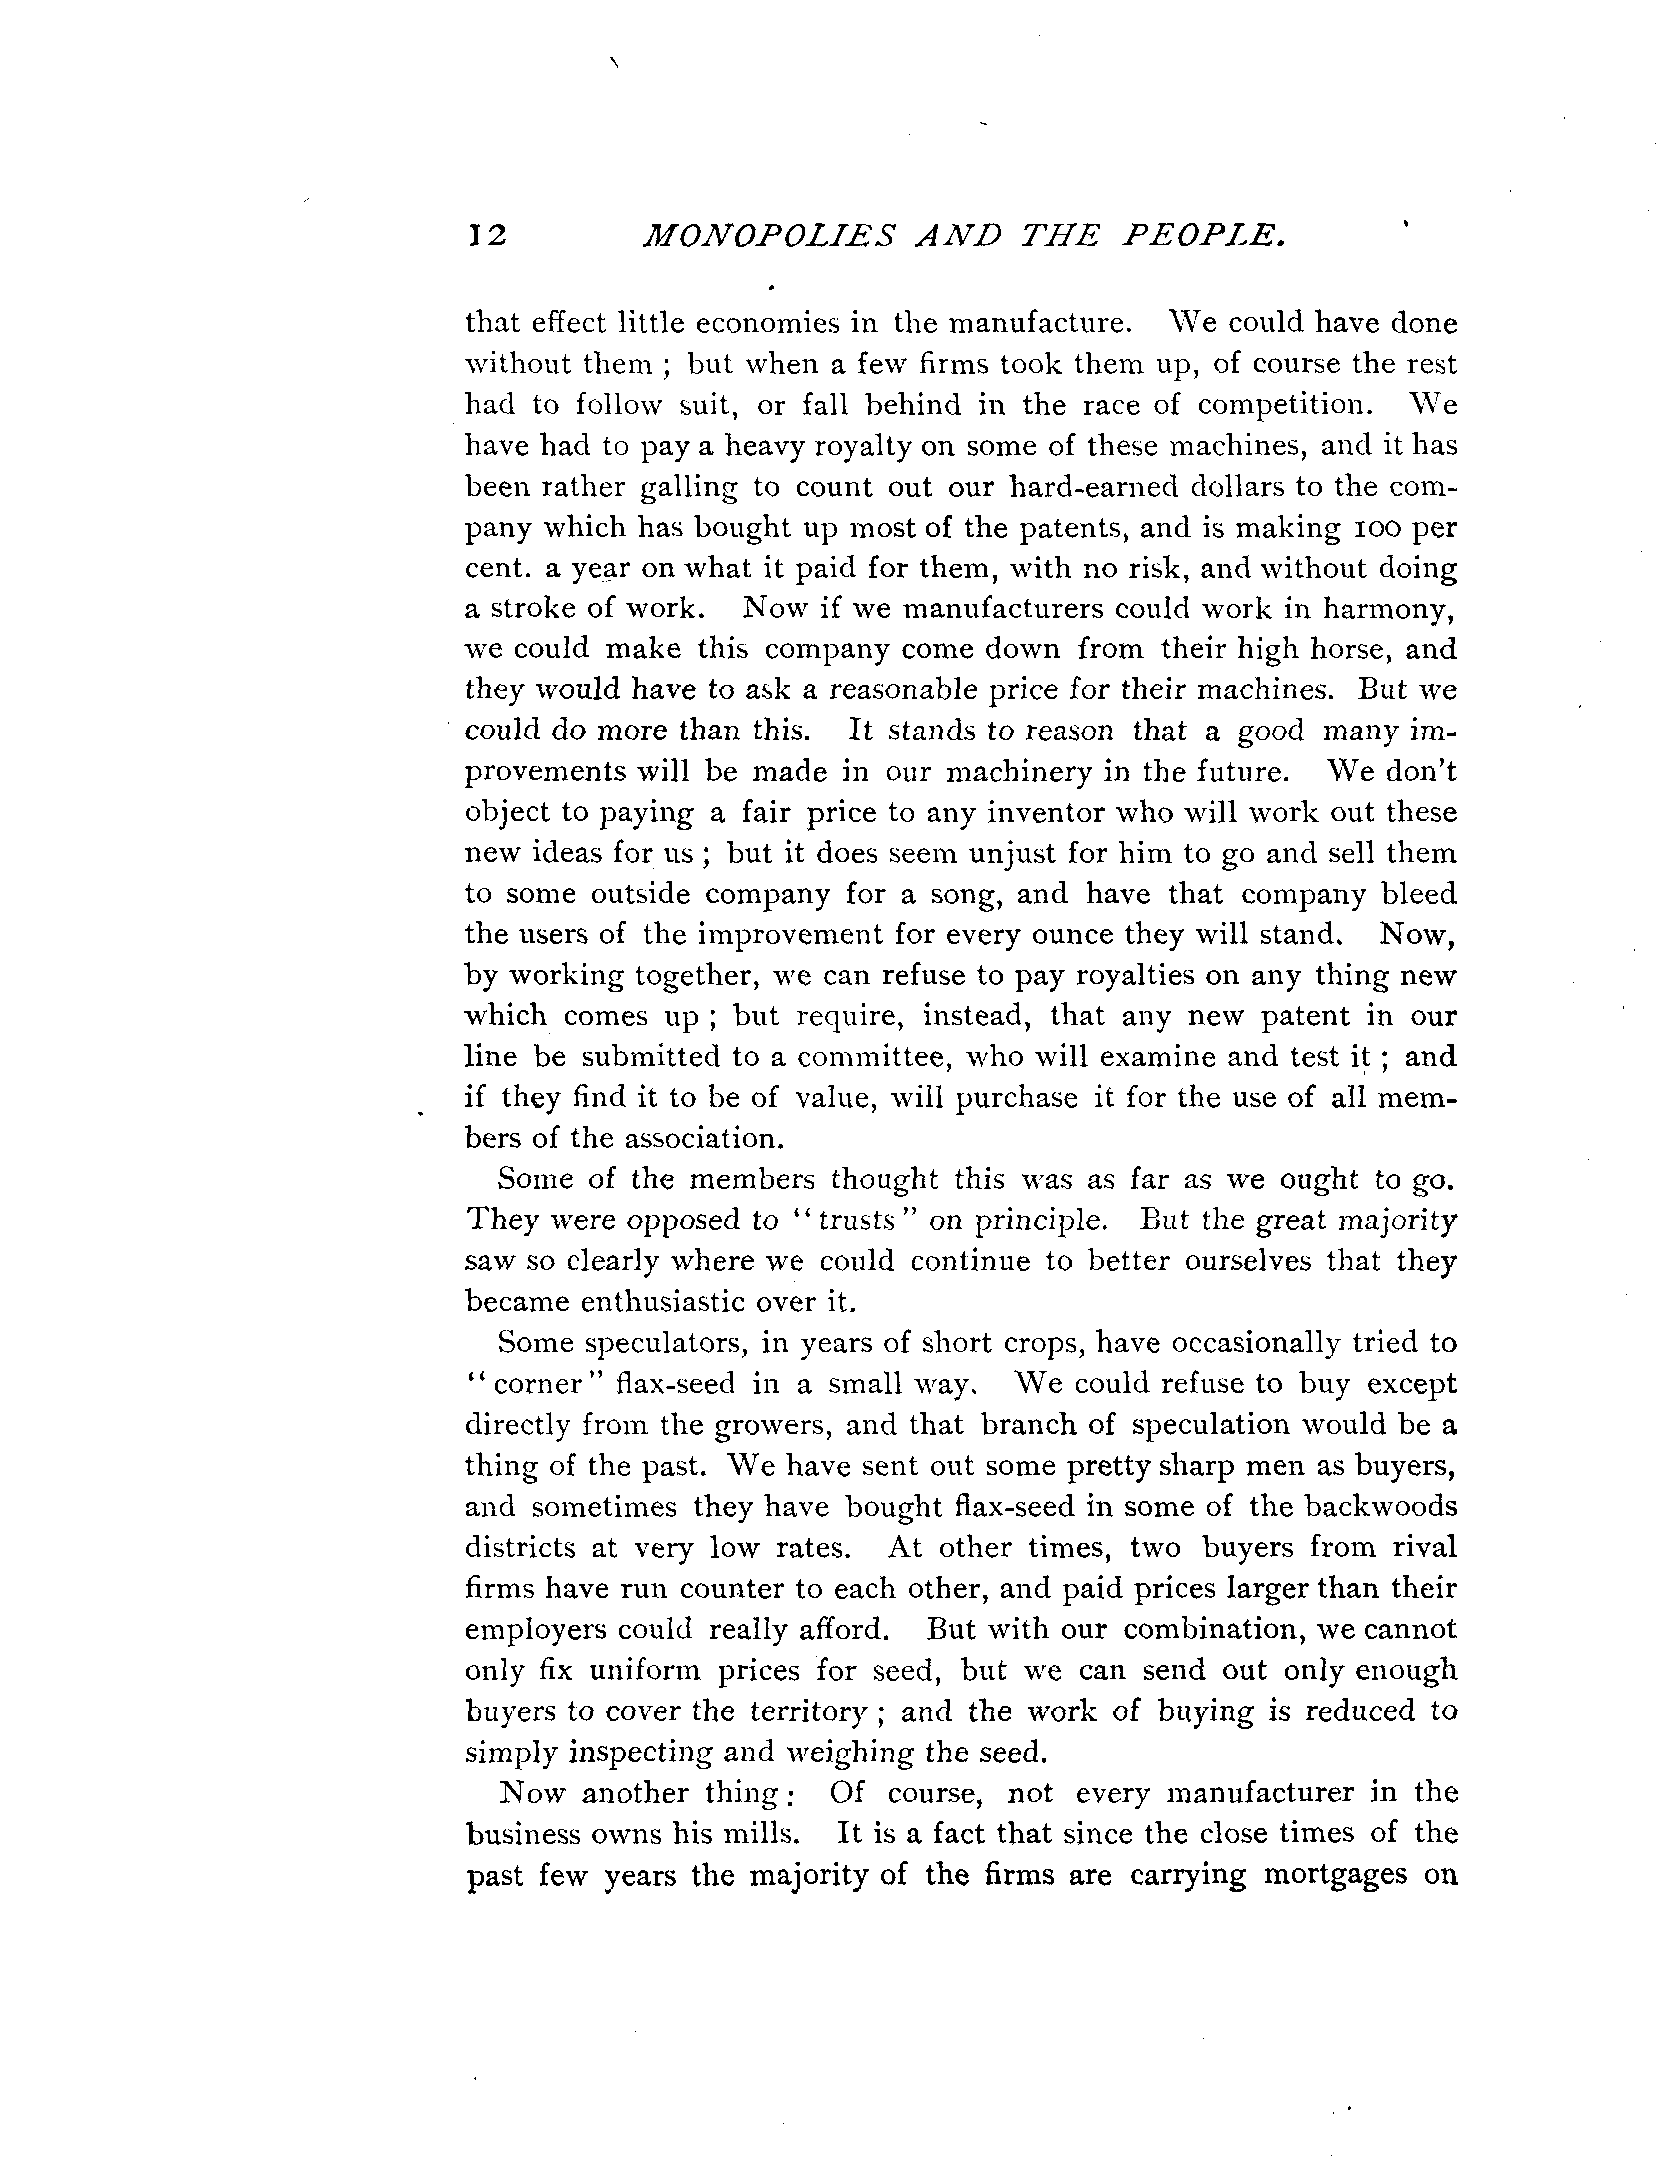 12 MONOPOLIES AND THE PEOPLE.
that effect little economies in the manufacture. We could have done
without them ; but when a few firms took them up, of course the rest
had to follow suit, or fall behind in the race of competition. We
have had to pay a heavy royalty on some of these machines, and it has
been rather galling to count out our hard-earned dollars to the com-
pany which has bought up most of the patents, and is making 100 per
cent. a year on what it paid for them, with no risk, and without doing
a stroke of work. Now if we manufacturers could work in harmony,
we could make this company come down from their high horse, and
they would have to ask a reasonable price for their machines. But we
could do more than this. It stands to reason that a good many im-
provements will be made in our machinery in the future. We don't
object to paying a fair price to any inventor who will work out these
new ideas for us ; but it does seem unjust for him to go and sell them
to some outside company for a song, and have that company bleed
the users of the improvement for every ounce they will stand. Now,
by working together, we can refuse to pay royalties on any thing new
which comes up ; but require, instead, that any new patent in our
line be submitted to a committee, who will examine and test it ; and
if they find it to be of value, will purchase it for the use of all mem-
bers of the association.
Some of the members thought this was as far as we ought to go.
They were opposed to " trusts " on principle. But the great majority
saw so clearly where we could continue to better ourselves that they
became enthusiastic over it.
Some speculators, in years of short crops, have occasionally tried to
" corner " flax-seed in a small way. We could refuse to buy except
directly from the growers, and that branch of speculation would be a
thing of the past. We have sent out some pretty sharp men as buyers,
and sometimes they have bought flax-seed in some of the backwoods
districts at very low rates. At other times, two buyers from rival
firms have run counter to each other, and paid prices larger than their
employers could really afford. But with our combination, we cannot
only fix uniform prices for seed, but we can send out only enough
buyers to cover the territory ; and the work of buying is reduced to
simply inspecting and weighing the seed.
Now another thing : Of course, not every manufacturer in the
business owns his mills. It is a fact that since the close times of the
past few years the majority of the firms are carrying mortgages on